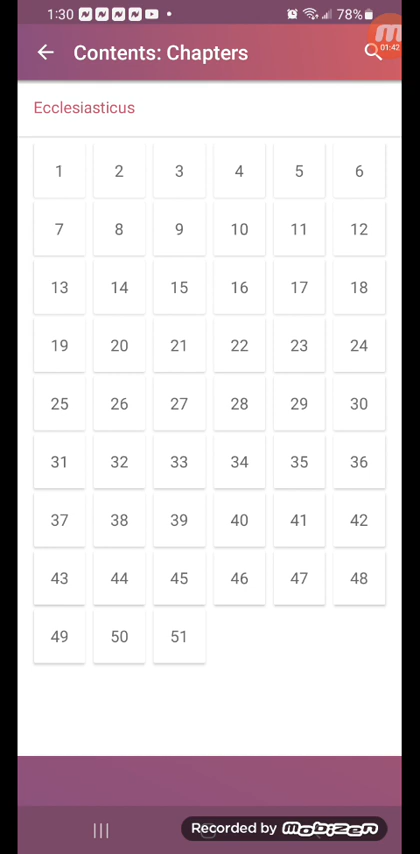 1:30 78%
Contents: Chapters
01:42
Ecclesiasticus
1 2 3 4 5 6
7 8 9 10 11 12
13 14 15 16 17 18
19 20 21 22 23 24
25 26 27 28 29 30
31 32 33 34 35 36
37 38 39 40 41 42
43 44 45 46 47 48
49 50 51
Recorded by mobizen